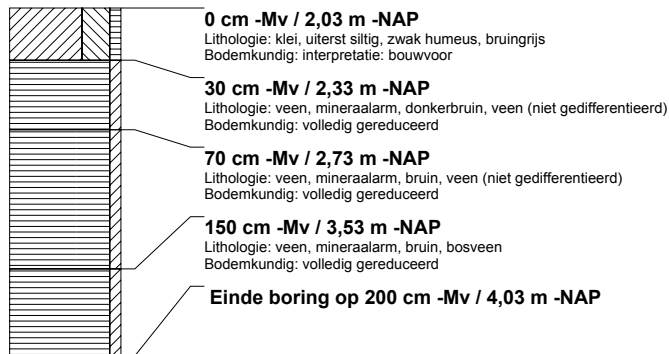 0 cm -Mv / 2,03 m -NAP
Lithologie: klei, uiterst siltig, zwak humeus, bruingrijs
Bodemkundig: interpretatie: bouwvoor
30 cm -Mv / 2,33 m -NAP
Lithologie: veen, mineraalarm, donkerbruin, veen (niet gedifferentieerd)
Bodemkundig: volledig gereduceerd
70 cm -Mv / 2,73 m -NAP
Lithologie: veen, mineraalarm, bruin, veen (niet gedifferentieerd)
Bodemkundig: volledig gereduceerd
150 cm -Mv / 3,53 m -NAP
Lithologie: veen, mineraalarm, bruin, bosveen
Bodemkundig: volledig gereduceerd
Einde boring op 200 cm -Mv / 4,03 m -NAP